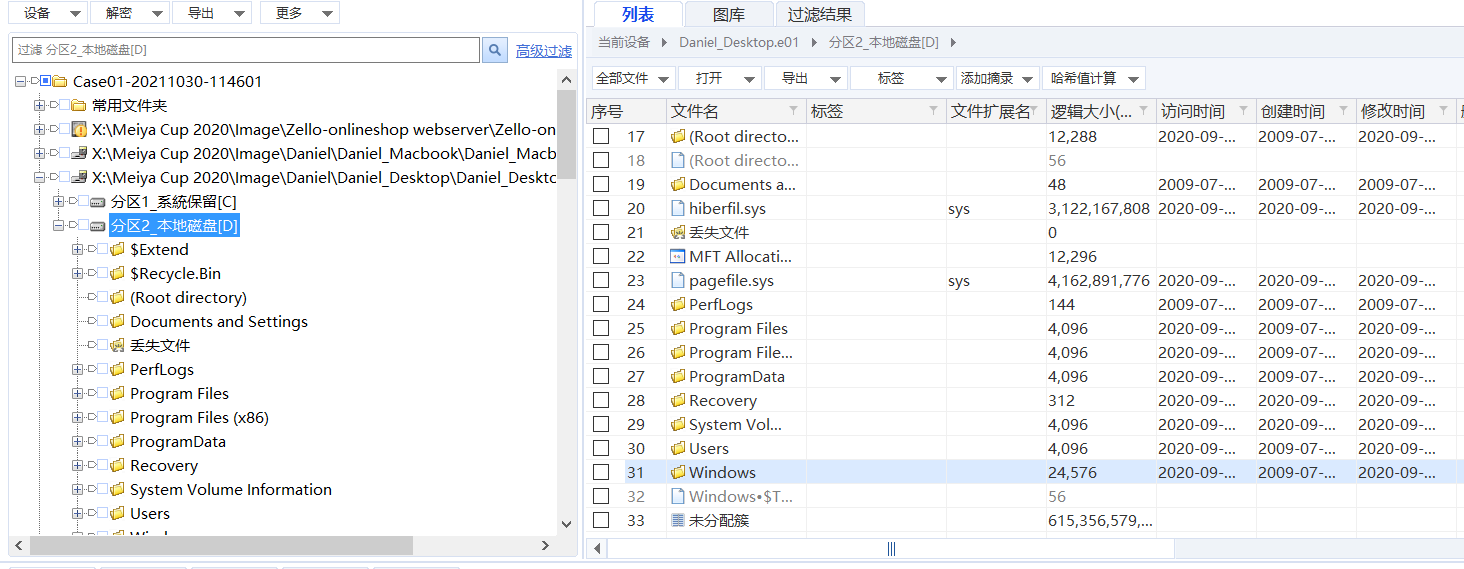 设备 解密 导出 更多
过滤 分区2_本地磁盘[D] 高级过滤
Case01-20211030-114601
常用文件夹
X:\Meiya Cup 2020\Image\Zello-onlineshop webserver\Zello-on
X:\Meiya Cup 2020\Image\Daniel\Daniel_Macbook\Daniel_Macb
X:\Meiya Cup 2020\Image\Daniel\Daniel_Desktop\Daniel_Deskto
分区1_系統保留[C]
分区2_本地磁盘[D]
$Extend
$Recycle.Bin
(Root directory)
Documents and Settings
丢失文件
PerfLogs
Program Files
Program Files (x86)
ProgramData
Recovery
System Volume Information
Users
列表 图库 过滤结果
当前设备 Daniel_Desktop.e01 分区2_本地磁盘[D]
全部文件 打开 导出 标签 添加摘录 哈希值计算
序号 文件名 标签 文件扩展名 逻辑大小(... 访问时间 创建时间 修改时间
17 (Root directo... 12,288 2020-09-... 2020-09-... 2020-09-...
18 (Root directo... 56
19 Documents a... 48 2009-07-... 2009-07-... 2009-07-...
20 hiberfil.sys sys 3,122,167,808 2020-09-... 2020-09-... 2020-09-...
21 丢失文件 0
22 MFT Allocati... 12,296
23 pagefile.sys sys 4,162,891,776 2020-09-... 2020-09-... 2020-09-...
24 PerfLogs 144 2009-07-... 2009-07-... 2009-07-...
25 Program Files 4,096 2020-09-... 2009-07-... 2020-09-...
26 Program File... 4,096 2020-09-... 2009-07-... 2020-09-...
27 ProgramData 4,096 2020-09-... 2009-07-... 2020-09-...
28 Recovery 312 2020-09-... 2020-09-... 2020-09-...
29 System Vol... 4,096 2020-09-... 2020-09-... 2020-09-...
30 Users 4,096 2020-09-... 2009-07-... 2020-09-...
31 Windows 24,576 2020-09-... 2009-07-... 2020-09-...
32 Windows•$T... 56
33 未分配簇 615,356,579,...